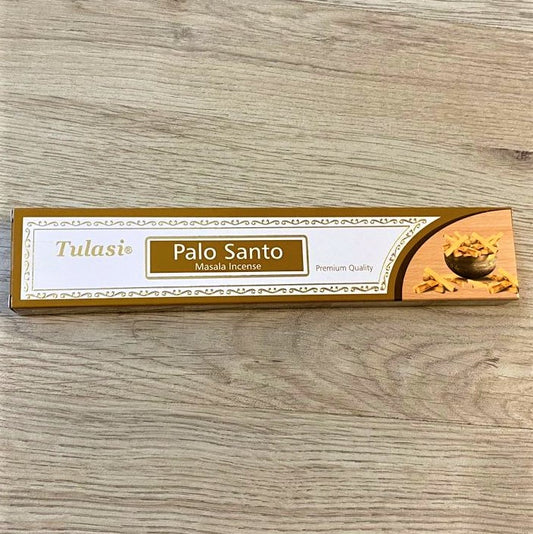 Tulasi®
Palo Santo
Masala Incense
Premium Quality